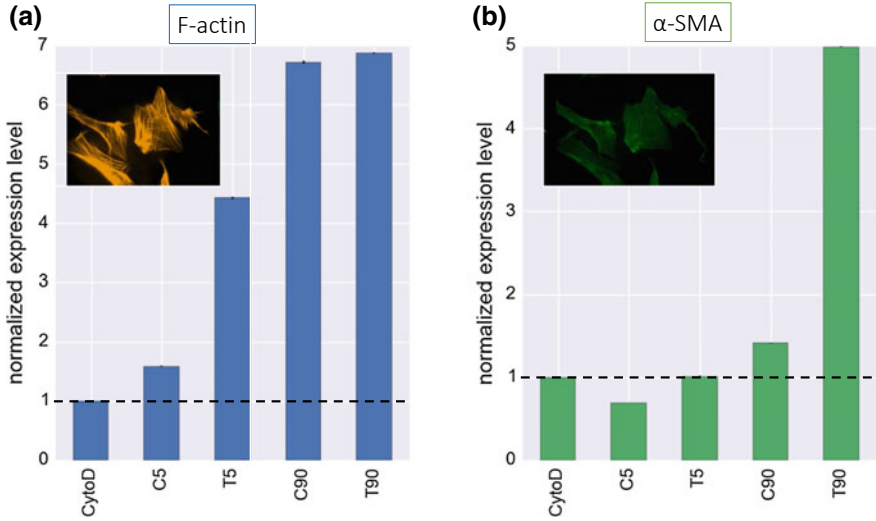 (a)
F-actin
normalized expression level
7
6
5
4
3
2
1
0
CytoD
C5
T5
C90
T90
(b)
α-SMA
normalized expression level
5
4
3
2
1
0
CytoD
C5
T5
C90
T90